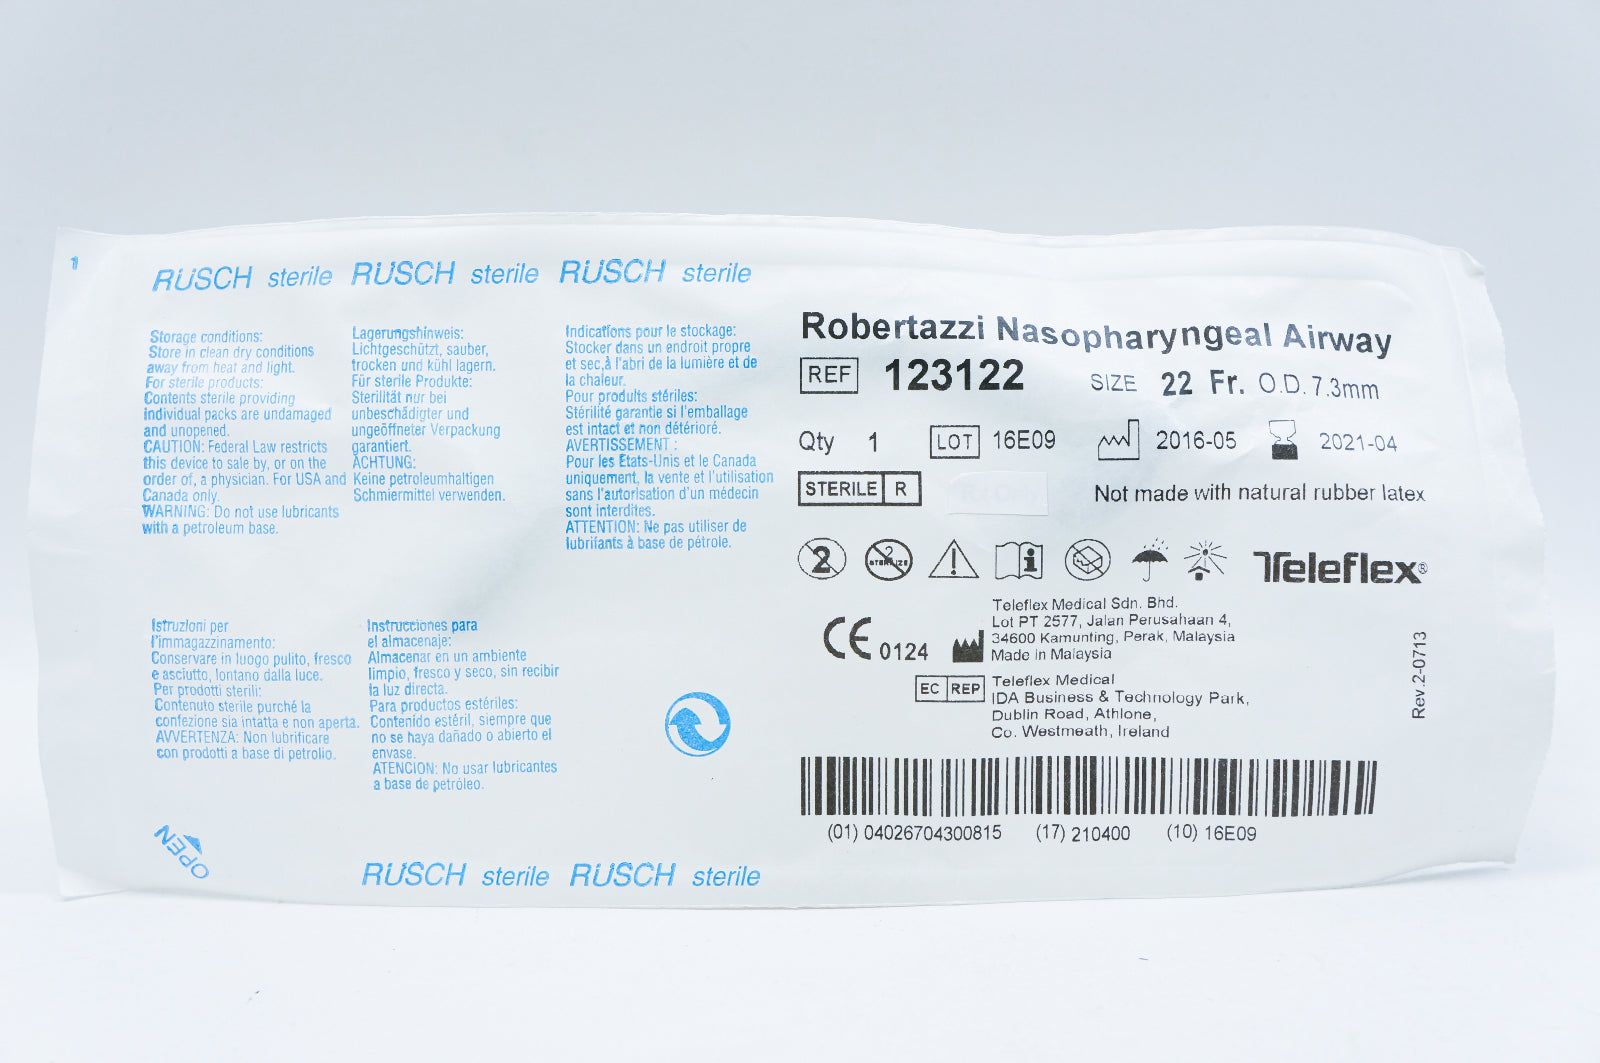 1
RÜSCH sterile RÜSCH sterile RÜSCH sterile
Storage conditions:
Store in clean dry conditions
away from heat and light.
For sterile products:
Contents sterile providing
individual packs are undamaged
and unopened.
CAUTION: Federal Law restricts
this device to sale by, or on the
order of, a physician. For USA and
Canada only.
WARNING: Do not use lubricants
with a petroleum base.
Lagerungshinweis:
Lichtgeschützt, sauber,
trocken und kühl lagern.
Für sterile Produkte:
Sterilität nur bei
unbeschädigter und
ungeöffneter Verpackung
garantiert.
ACHTUNG:
Keine petroleumhaltigen
Schmiermittel verwenden.
Indications pour le stockage:
Stocker dans un endroit propre
et sec,à l'abri de la lumière et de
la chaleur.
Pour produits stériles:
Stérilité garantie si l'emballage
est intact et non détérioré.
AVERTISSEMENT :
Pour les Etats-Unis et le Canada
uniquement, la vente et l'utilisation
sans l'autorisation d'un médecin
sont interdites.
ATTENTION: Ne pas utiliser de
lubrifiants à base de pétrole.
Istruzioni per
l'immagazzinamento:
Conservare in luogo pulito, fresco
e asciutto, lontano dalla luce.
Per prodotti sterili:
Contenuto sterile purché la
confezione sia intatta e non aperta.
AVVERTENZA: Non lubrificare
con prodotti a base di petrolio.
Instrucciones para
el almacenaje:
Almacenar en un ambiente
limpio, fresco y seco, sin recibir
la luz directa.
Para productos estériles:
Contenido estéril, siempre que
no se haya dañado o abierto el
envase.
ATENCION: No usar lubricantes
a base de petróleo.
OPEN
RÜSCH sterile RÜSCH sterile
Robertazzi Nasopharyngeal Airway
REF 123122 SIZE 22 Fr. O.D. 7.3mm
Qty 1 LOT 16E09 2016-05 2021-04
STERILE R Not made with natural rubber latex
2 2 STERILIZE Teleflex®
Teleflex Medical Sdn. Bhd.
Lot PT 2577, Jalan Perusahaan 4,
34600 Kamunting, Perak, Malaysia
Made in Malaysia
CE 0124
EC REP Teleflex Medical
IDA Business & Technology Park,
Dublin Road, Athlone,
Co. Westmeath, Ireland
Rev.2-0713
(01) 04026704300815 (17) 210400 (10) 16E09